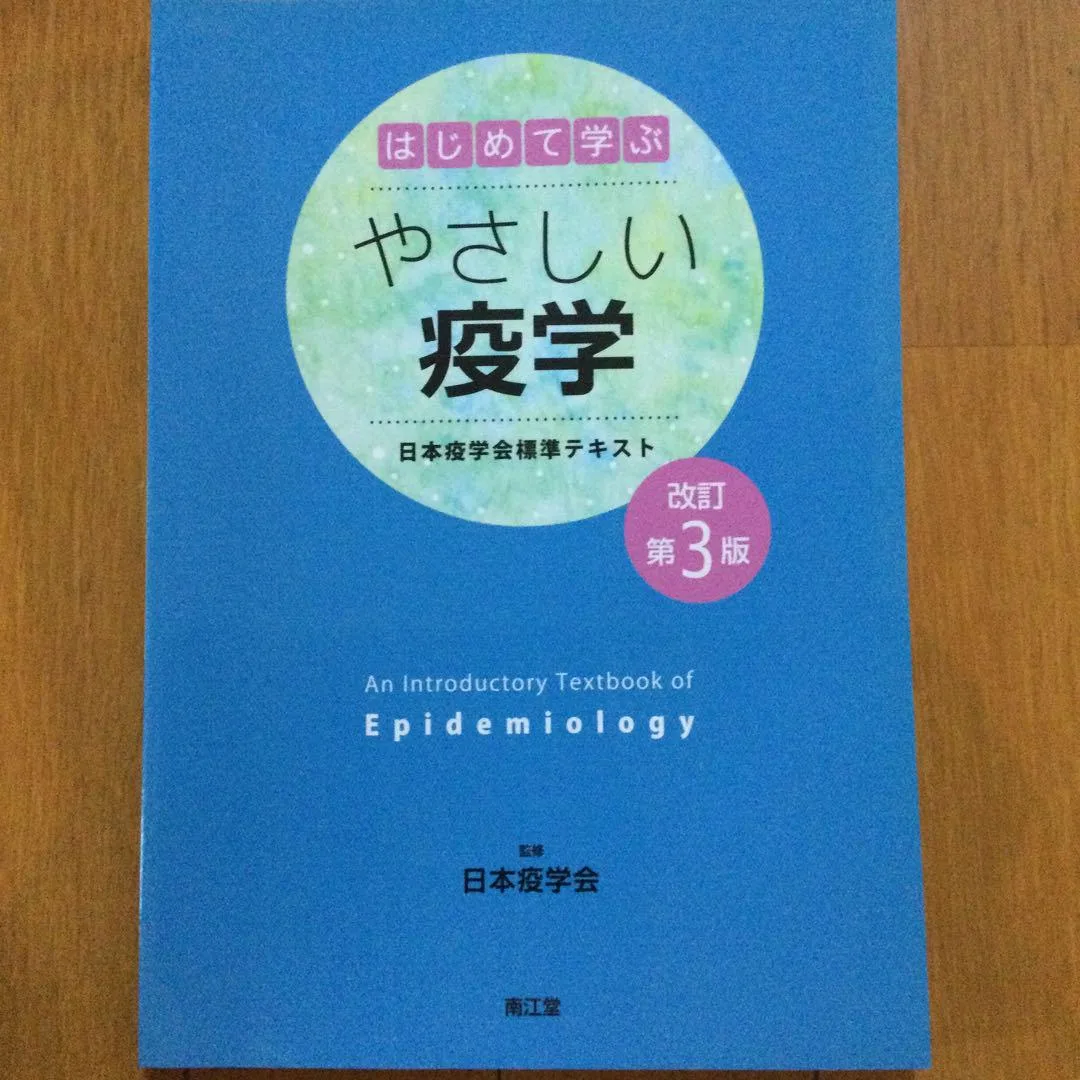 はじめて学ぶ
やさしい
疫学
日本疫学会標準テキスト
改訂
第3版
An Introductory Textbook of
Epidemiology
監修
日本疫学会
南江堂